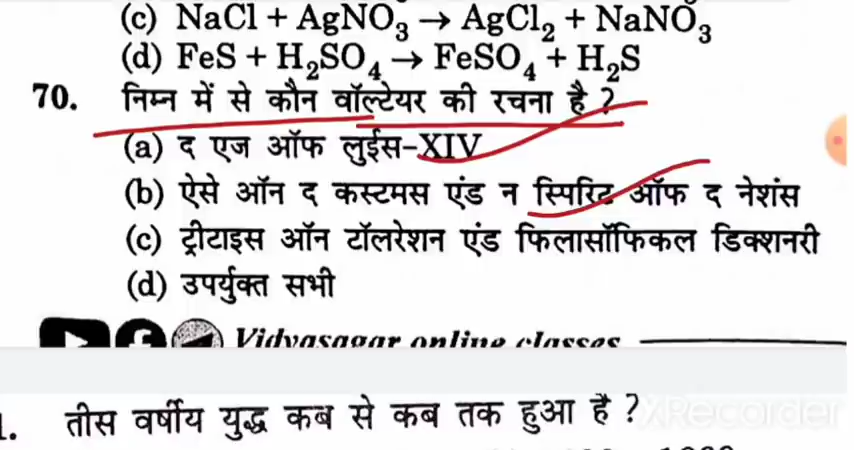 (c) NaCl + AgNO₃ → AgCl₂ + NaNO₃
(d) FeS + H₂SO₄ → FeSO₄ + H₂S
70. निम्न में से कौन वॉल्टेयर की रचना है ?
(a) द एज ऑफ लुईस-XIV
(b) ऐसे ऑन द कस्टमस एंड न स्पिरिट ऑफ द नेशंस
(c) ट्रीटाइस ऑन टॉलरेशन एंड फिलासॉफिकल डिक्शनरी
(d) उपर्युक्त सभी
Vidyasagar online classes
तीस वर्षीय युद्ध कब से कब तक हुआ है ?
XRecorder